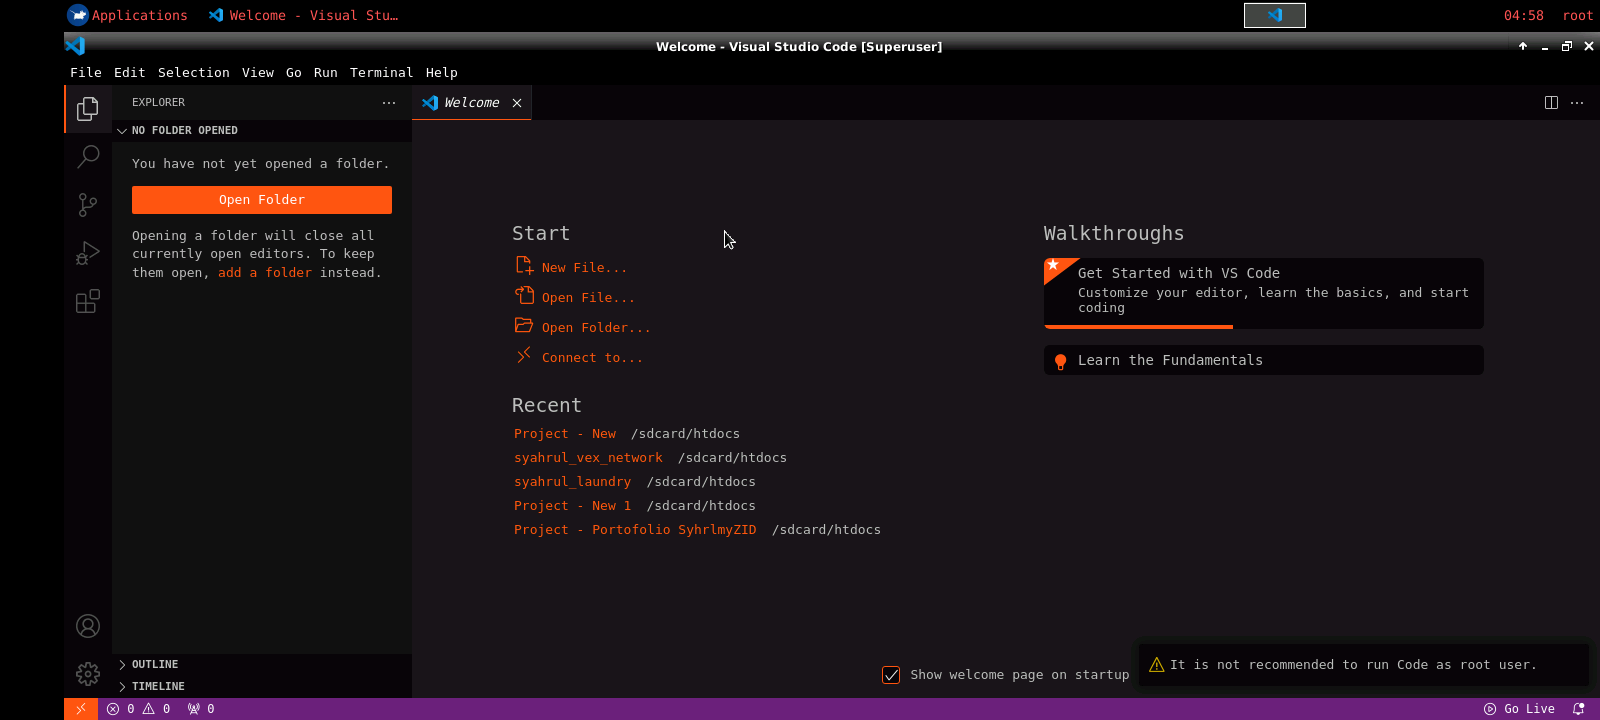 Applications
Welcome - Visual Stu…
04:58
root
Welcome - Visual Studio Code [Superuser]
File Edit Selection View Go Run Terminal Help
EXPLORER
Welcome
NO FOLDER OPENED
You have not yet opened a folder.
Open Folder
Opening a folder will close all
currently open editors. To keep
them open, add a folder instead.
Start
New File...
Open File...
Open Folder...
Connect to...
Recent
Project - New /sdcard/htdocs
syahrul_vex_network /sdcard/htdocs
syahrul_laundry /sdcard/htdocs
Project - New 1 /sdcard/htdocs
Project - Portofolio SyhrlmyZID /sdcard/htdocs
Walkthroughs
Get Started with VS Code
Customize your editor, learn the basics, and start
coding
Learn the Fundamentals
OUTLINE
TIMELINE
Show welcome page on startup
It is not recommended to run Code as root user.
0 0 0
Go Live